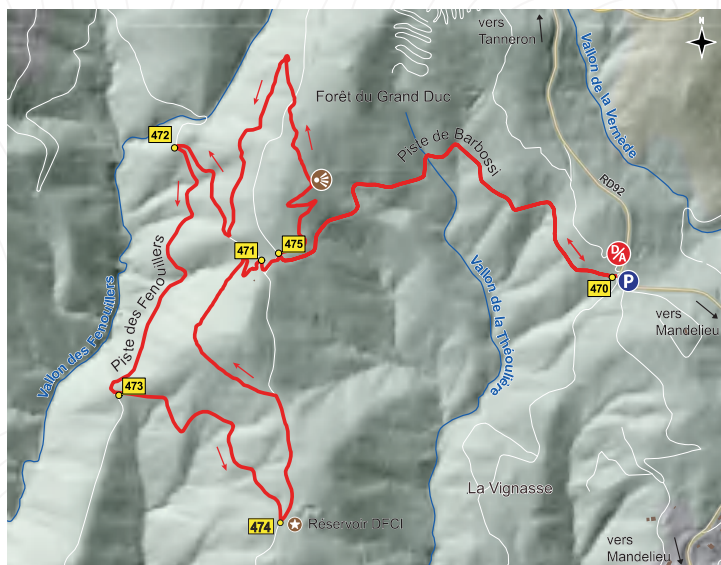 N
vers
Tanneron
Vallon de la Vernède
Forêt du Grand Duc
472
Piste de Barbossi
RD92
471
475
D/A
P
470
vers
Mandelieu
Vallon des Fenouillers
Piste des Fenouillers
Vallon de la Théoulière
473
La Vignasse
474
Réservoir DFCI
vers
Mandelieu